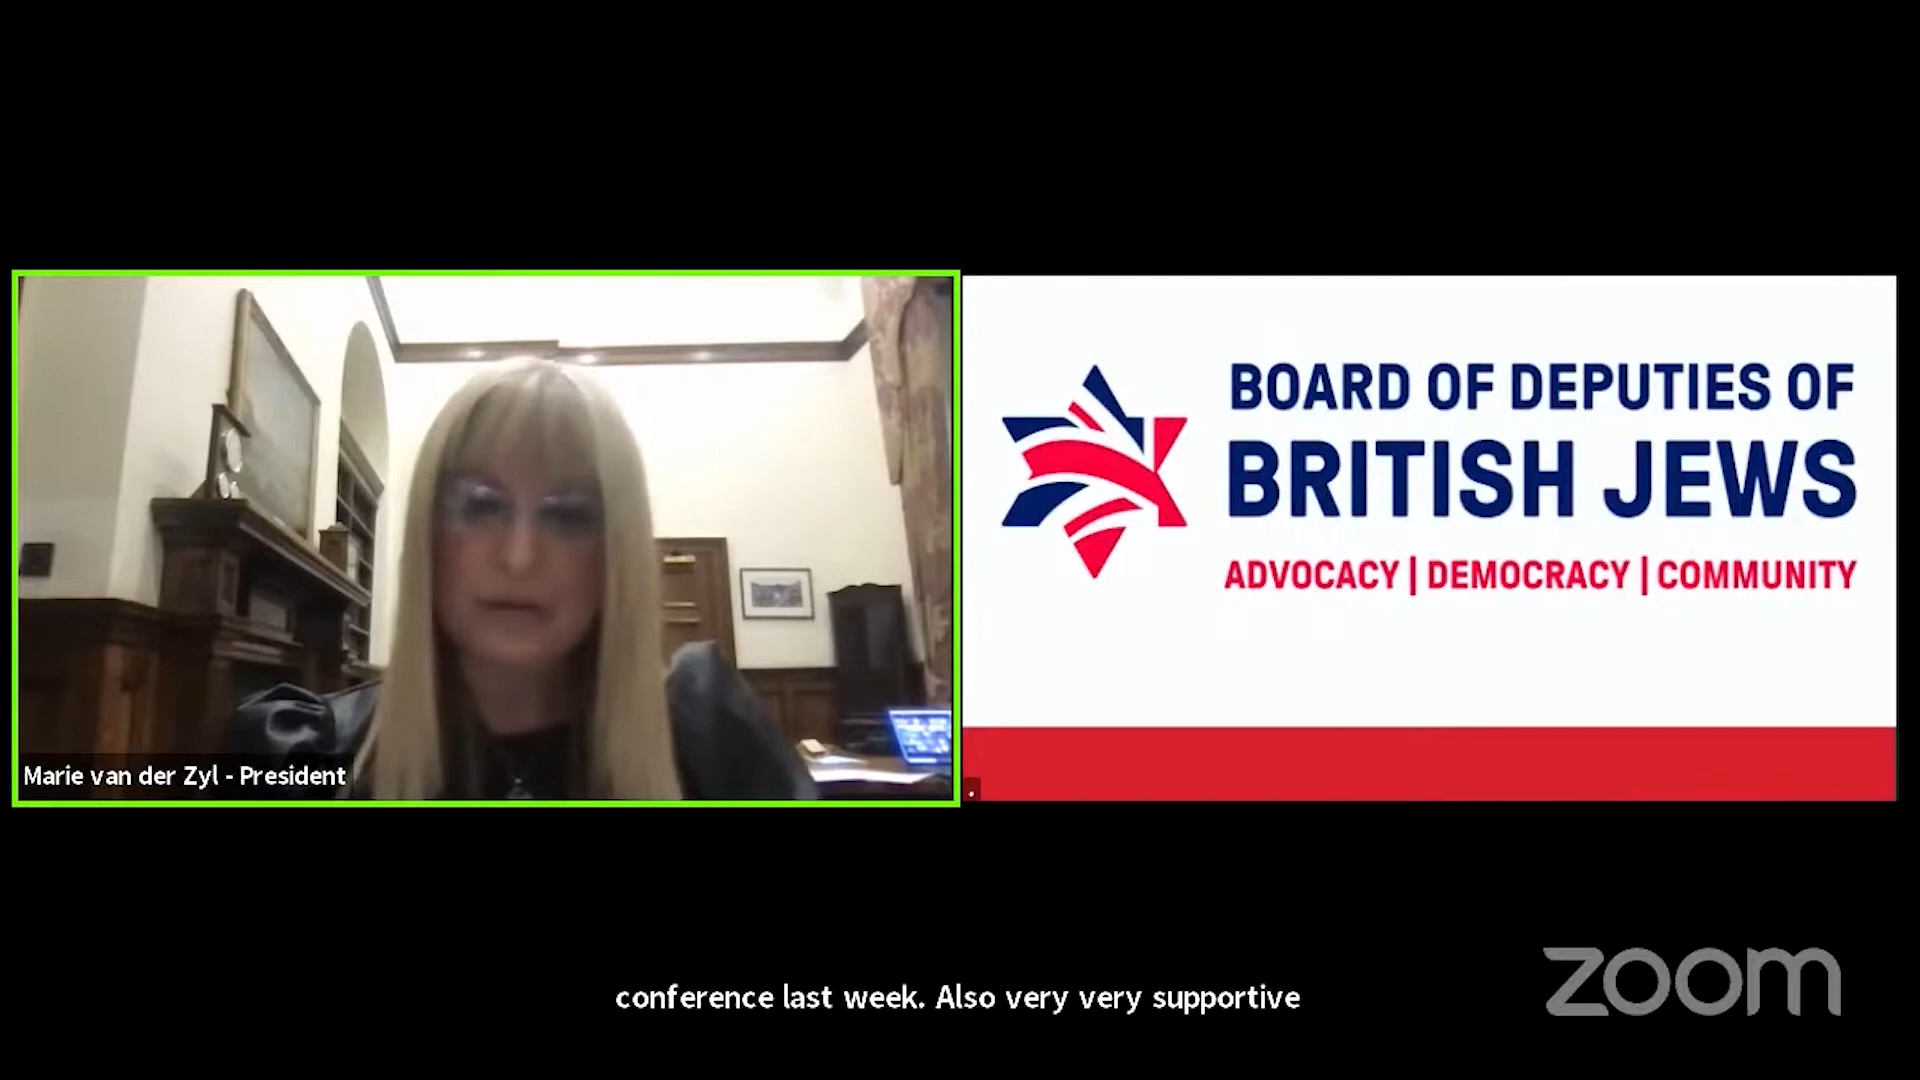 BOARD OF DEPUTIES OF
BRITISH JEWS
ADVOCACY | DEMOCRACY | COMMUNITY
Marie van der Zyl - President
.
conference last week. Also very very supportive
zoom